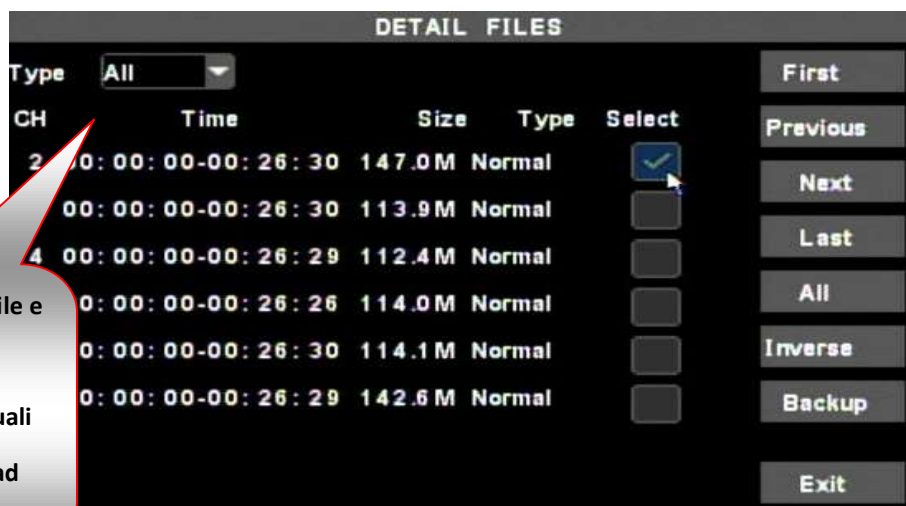 DETAIL FILES
Type All First
CH Time Size Type Select Previous
2 00:00:00-00:26:30 147.0M Normal
Next
00:00:00-00:26:30 113.9M Normal
Last
4 00:00:00-00:26:29 112.4M Normal
All
ile e
0:00:00-00:26:26 114.0M Normal
0:00:00-00:26:30 114.1M Normal Inverse
0:00:00-00:26:29 142.6M Normal Backup
uali
Exit